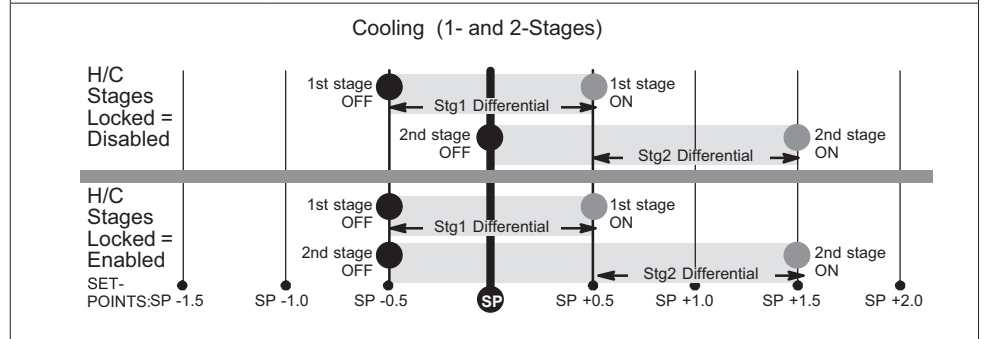 Cooling (1- and 2-Stages)
H/C
Stages
Locked =
Disabled
1st stage
OFF
Stg1 Differential
1st stage
ON
2nd stage
OFF
Stg2 Differential
2nd stage
ON
H/C
Stages
Locked =
Enabled
1st stage
OFF
Stg1 Differential
1st stage
ON
2nd stage
OFF
Stg2 Differential
2nd stage
ON
SET-
POINTS: SP -1.5 SP -1.0 SP -0.5 SP SP +0.5 SP +1.0 SP +1.5 SP +2.0